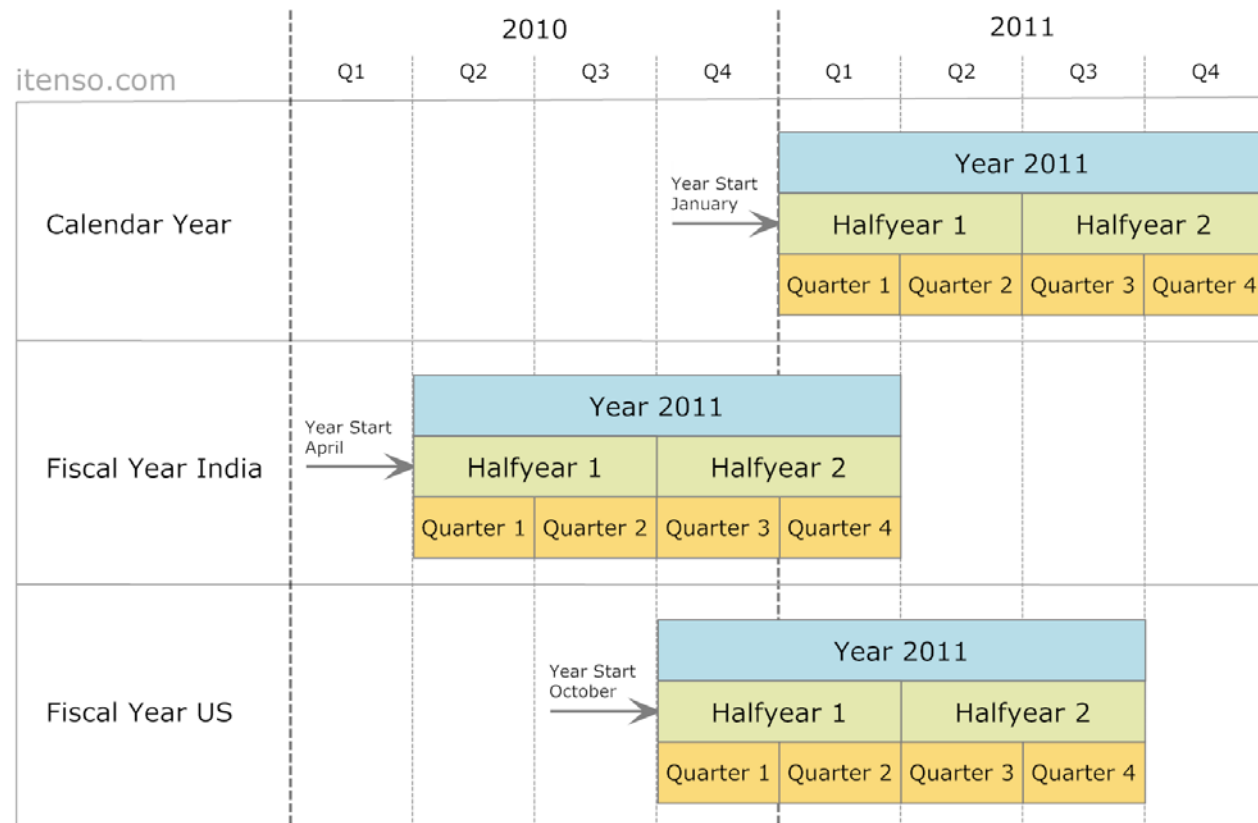 2010 2011
itenso.com
Q1 Q2 Q3 Q4 Q1 Q2 Q3 Q4
Year 2011
Year Start
January
Calendar Year
Halfyear 1 Halfyear 2
Quarter 1 Quarter 2 Quarter 3 Quarter 4
Year 2011
Year Start
April
Fiscal Year India
Halfyear 1 Halfyear 2
Quarter 1 Quarter 2 Quarter 3 Quarter 4
Year 2011
Year Start
October
Fiscal Year US
Halfyear 1 Halfyear 2
Quarter 1 Quarter 2 Quarter 3 Quarter 4